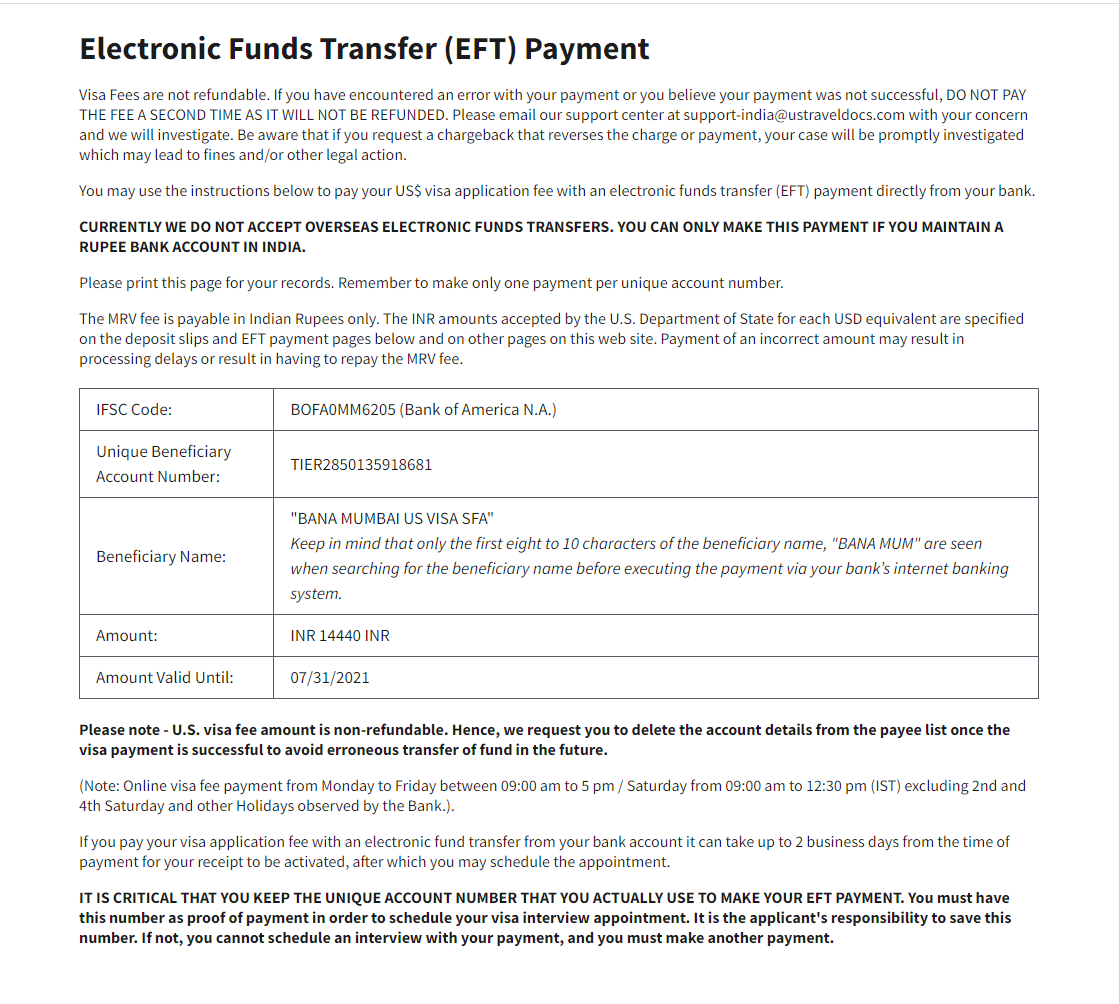 Electronic Funds Transfer (EFT) Payment
Visa Fees are not refundable. If you have encountered an error with your payment or you believe your payment was not successful, DO NOT PAY
THE FEE A SECOND TIME AS IT WILL NOT BE REFUNDED. Please email our support center at support-india@ustraveldocs.com with your concern
and we will investigate. Be aware that if you request a chargeback that reverses the charge or payment, your case will be promptly investigated
which may lead to fines and/or other legal action.
You may use the instructions below to pay your US$ visa application fee with an electronic funds transfer (EFT) payment directly from your bank.
CURRENTLY WE DO NOT ACCEPT OVERSEAS ELECTRONIC FUNDS TRANSFERS. YOU CAN ONLY MAKE THIS PAYMENT IF YOU MAINTAIN A
RUPEE BANK ACCOUNT IN INDIA.
Please print this page for your records. Remember to make only one payment per unique account number.
The MRV fee is payable in Indian Rupees only. The INR amounts accepted by the U.S. Department of State for each USD equivalent are specified
on the deposit slips and EFT payment pages below and on other pages on this web site. Payment of an incorrect amount may result in
processing delays or result in having to repay the MRV fee.
IFSC Code:
BOFA0MM6205 (Bank of America N.A.)
Unique Beneficiary
Account Number:
TIER2850135918681
Beneficiary Name:
"BANA MUMBAI US VISA SFA"
Keep in mind that only the first eight to 10 characters of the beneficiary name, "BANA MUM" are seen
when searching for the beneficiary name before executing the payment via your bank's internet banking
system.
Amount:
INR 14440 INR
Amount Valid Until:
07/31/2021
Please note - U.S. visa fee amount is non-refundable. Hence, we request you to delete the account details from the payee list once the
visa payment is successful to avoid erroneous transfer of fund in the future.
(Note: Online visa fee payment from Monday to Friday between 09:00 am to 5 pm / Saturday from 09:00 am to 12:30 pm (IST) excluding 2nd and
4th Saturday and other Holidays observed by the Bank.).
If you pay your visa application fee with an electronic fund transfer from your bank account it can take up to 2 business days from the time of
payment for your receipt to be activated, after which you may schedule the appointment.
IT IS CRITICAL THAT YOU KEEP THE UNIQUE ACCOUNT NUMBER THAT YOU ACTUALLY USE TO MAKE YOUR EFT PAYMENT. You must have
this number as proof of payment in order to schedule your visa interview appointment. It is the applicant's responsibility to save this
number. If not, you cannot schedule an interview with your payment, and you must make another payment.